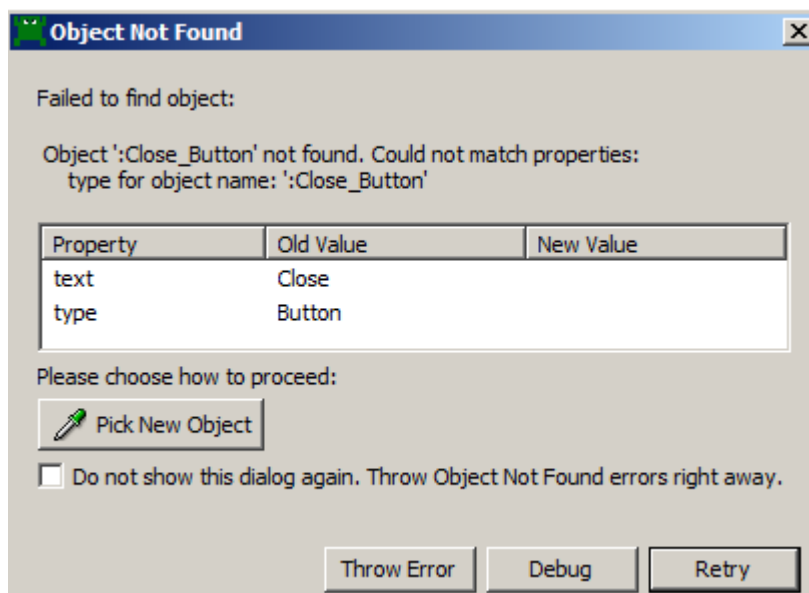 Object Not Found
Failed to find object:
Object ':Close_Button' not found. Could not match properties:
type for object name: ':Close_Button'
Property Old Value New Value
text Close
type Button
Please choose how to proceed:
Pick New Object
Do not show this dialog again. Throw Object Not Found errors right away.
Throw Error Debug Retry